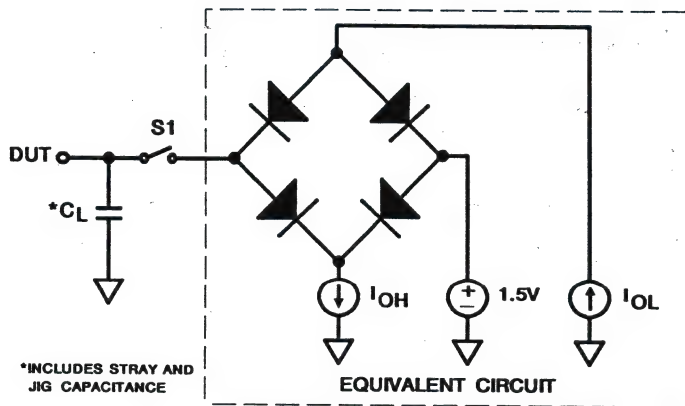 S1
DUT
*CL
IOH
+
−
1.5V
IOL
*INCLUDES STRAY AND
JIG CAPACITANCE
EQUIVALENT CIRCUIT